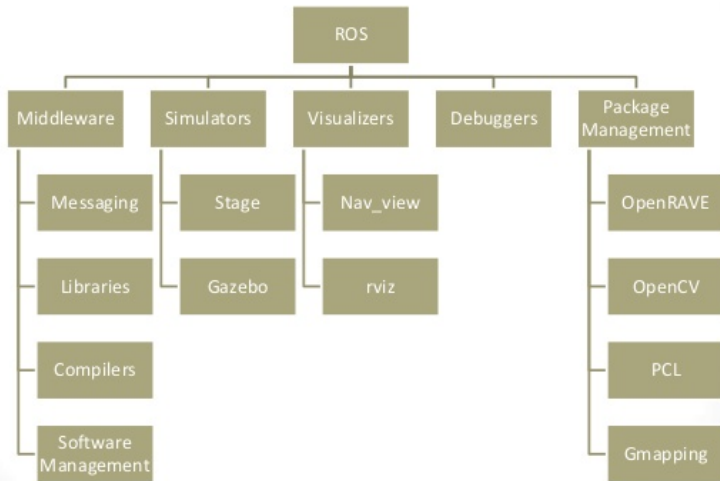 ROS
Middleware
Simulators
Visualizers
Debuggers
Package
Management
Messaging
Stage
Nav_view
OpenRAVE
Libraries
Gazebo
rviz
OpenCV
Compilers
PCL
Software
Management
Gmapping